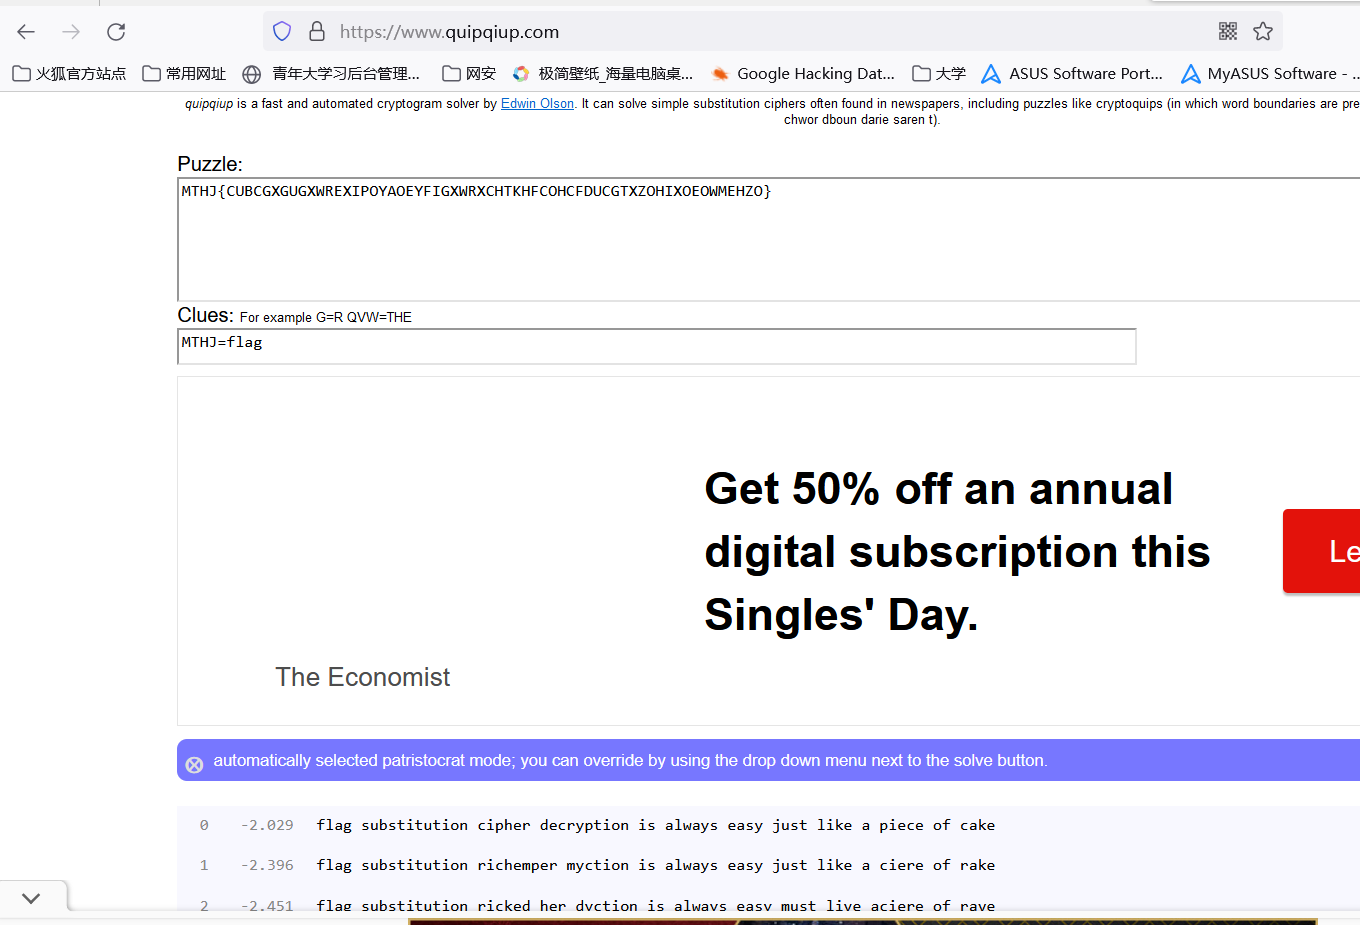 https://www.quipqiup.com
火狐官方站点 常用网址 青年大学习后台管理... 网安 极简壁纸_海量电脑桌... Google Hacking Dat... 大学 ASUS Software Port... MyASUS Software - ...
quipqiup is a fast and automated cryptogram solver by Edwin Olson. It can solve simple substitution ciphers often found in newspapers, including puzzles like cryptoquips (in which word boundaries are pre
chwor dboun darie saren t).
Puzzle:
MTHJ{CUBCGXGUGXWREXIPOYAOEYFIGXWRXCHTKHFCOHCFDUCGTXZOHIXOEOWMEHZO}
Clues: For example G=R QVW=THE
MTHJ=flag
Get 50% off an annual
digital subscription this
Singles' Day.
Le
The Economist
automatically selected patristocrat mode; you can override by using the drop down menu next to the solve button.
0 -2.029 flag substitution cipher decryption is always easy just like a piece of cake
1 -2.396 flag substitution richemper myction is always easy just like a ciere of rake
2 -2.451 flag substitution ricked her dyction is always easy must live aciere of rave